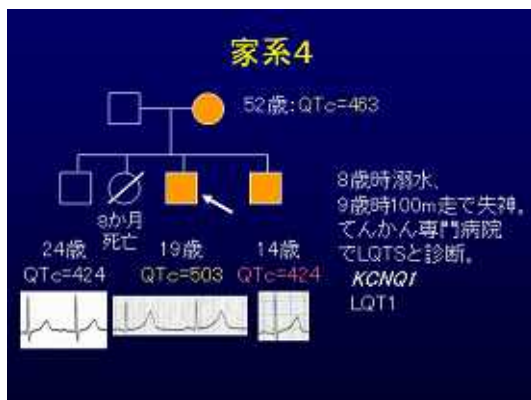 家系4
52歳:QTc=463
9か月
死亡
24歳
QTc=424
19歳
QTc=503
14歳
QTc=424
8歳時溺水、
9歳時100m走で失神。
てんかん専門病院
でLQTSと診断。
KCNQ1
LQT1